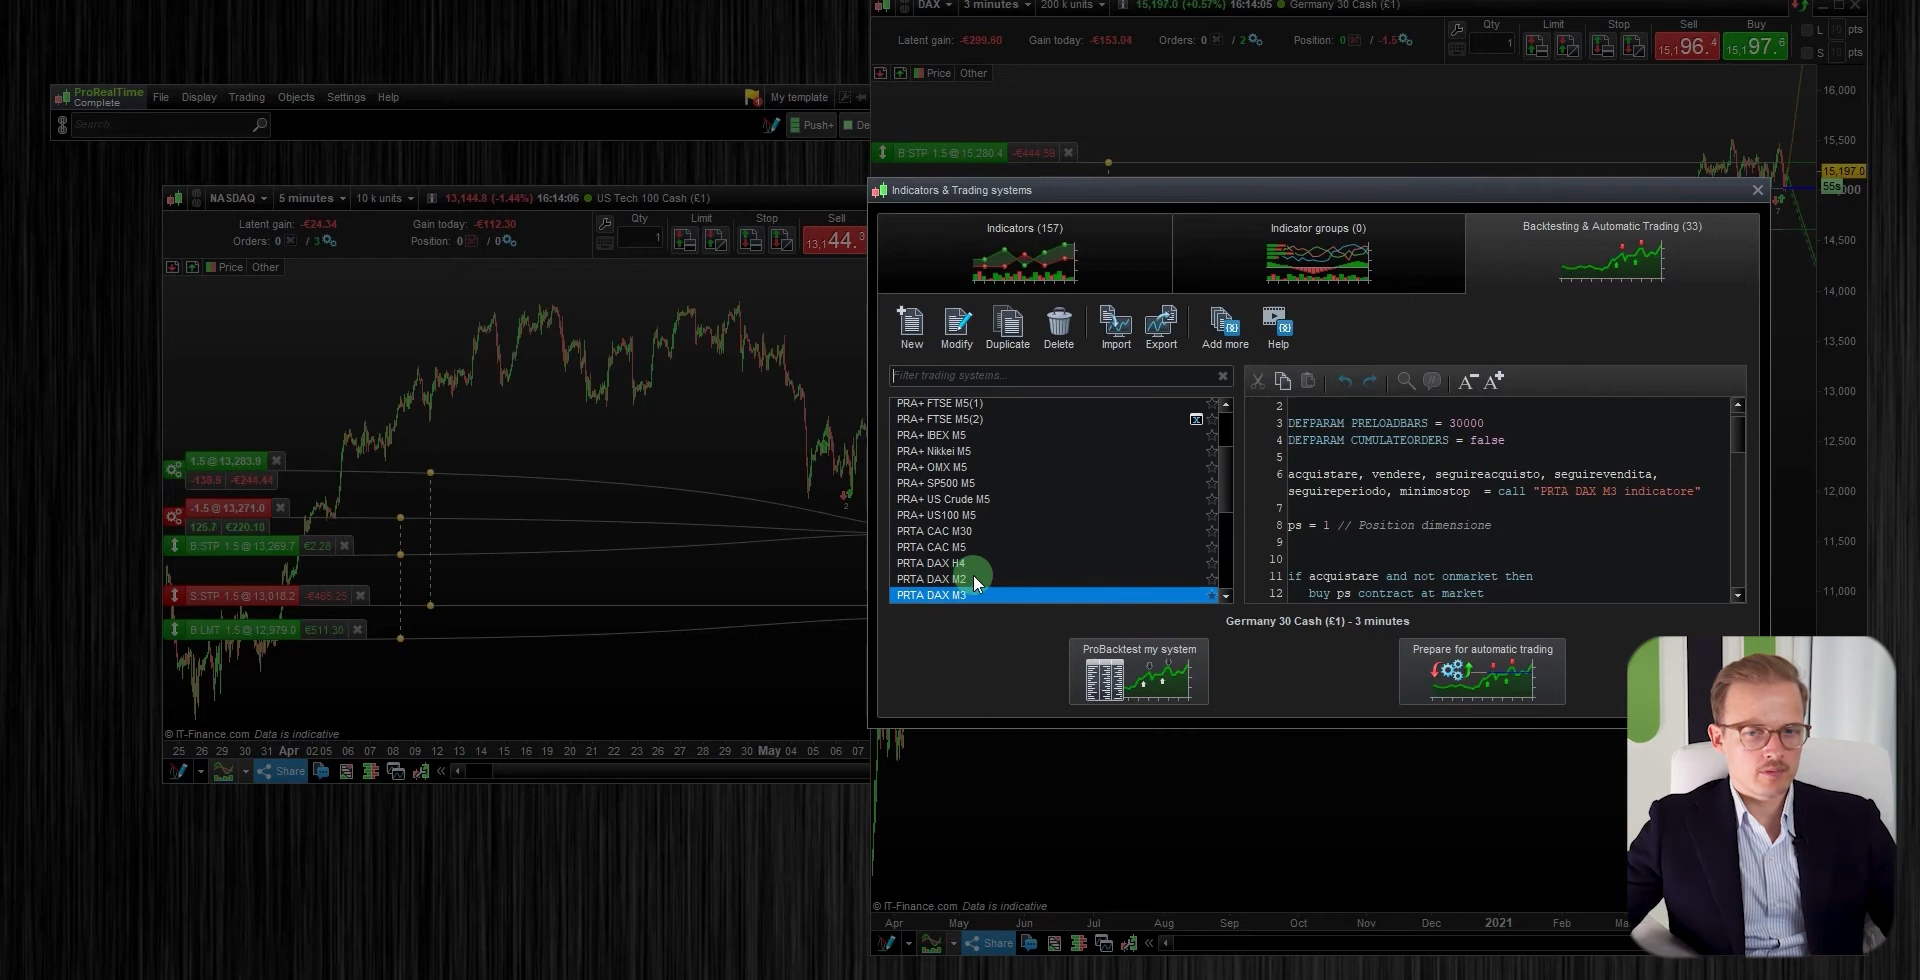 DAX 3 minutes 200 k units 15,197.0 (+0.57%) 16:14:05 Germany 30 Cash (£1)
Latent gain: -€299.60 Gain today: -€153.04 Orders: 0 / 2 Position: 0 / -1.5
Qty Limit Stop Sell Buy
1 15,196.4 15,197.6
L 10 pts
S 10 pts
Price Other
ProRealTime
Complete
File Display Trading Objects Settings Help My template
Search... Push+ De
B:STP 1.5 @ 15,280.4 -€444.59
16,000
15,500
15,197.0
55s
14,500
14,000
13,500
13,000
12,500
12,000
11,500
11,000
7
NASDAQ 5 minutes 10 k units 13,144.8 (-1.44%) 16:14:06 US Tech 100 Cash (£1)
Latent gain: -€24.34 Gain today: -€112.30
Orders: 0 / 3 Position: 0 / 0
Qty Limit Stop Sell
1 13,144.3
Price Other
1.5 @ 13,283.9
-138.9 -€244.44
-1.5 @ 13,271.0
125.7 €220.10
B:STP 1.5 @ 13,269.7 €2.28
S:STP 1.5 @ 13,018.2 -€465.25
B:LMT 1.5 @ 12,979.0 €511.30
2
© IT-Finance.com Data is indicative
25 26 29 30 31 Apr 02 05 06 07 08 09 12 13 14 15 16 19 20 21 22 23 26 27 28 29 30 May 04 05 06 07
Share
Indicators & Trading systems
Indicators (157)
Indicator groups (0)
Backtesting & Automatic Trading (33)
New Modify Duplicate Delete Import Export Add more Help
Filter trading systems...
PRA+ FTSE M5(1)
PRA+ FTSE M5(2)
PRA+ IBEX M5
PRA+ Nikkei M5
PRA+ OMX M5
PRA+ SP500 M5
PRA+ US Crude M5
PRA+ US100 M5
PRTA CAC M30
PRTA CAC M5
PRTA DAX H4
PRTA DAX M2
PRTA DAX M3
A- A+
2
3 DEFPARAM PRELOADBARS = 30000
4 DEFPARAM CUMULATEORDERS = false
5
6 acquistare, vendere, seguireacquisto, seguirevendita,
seguireperiodo, minimostop = call "PRTA DAX M3 indicatore"
7
8 ps = 1 // Position dimensione
9
10
11 if acquistare and not onmarket then
12 buy ps contract at market
Germany 30 Cash (£1) - 3 minutes
ProBacktest my system
Prepare for automatic trading
© IT-Finance.com Data is indicative
Apr May Jun Jul Aug Sep Oct Nov Dec 2021 Feb
Share